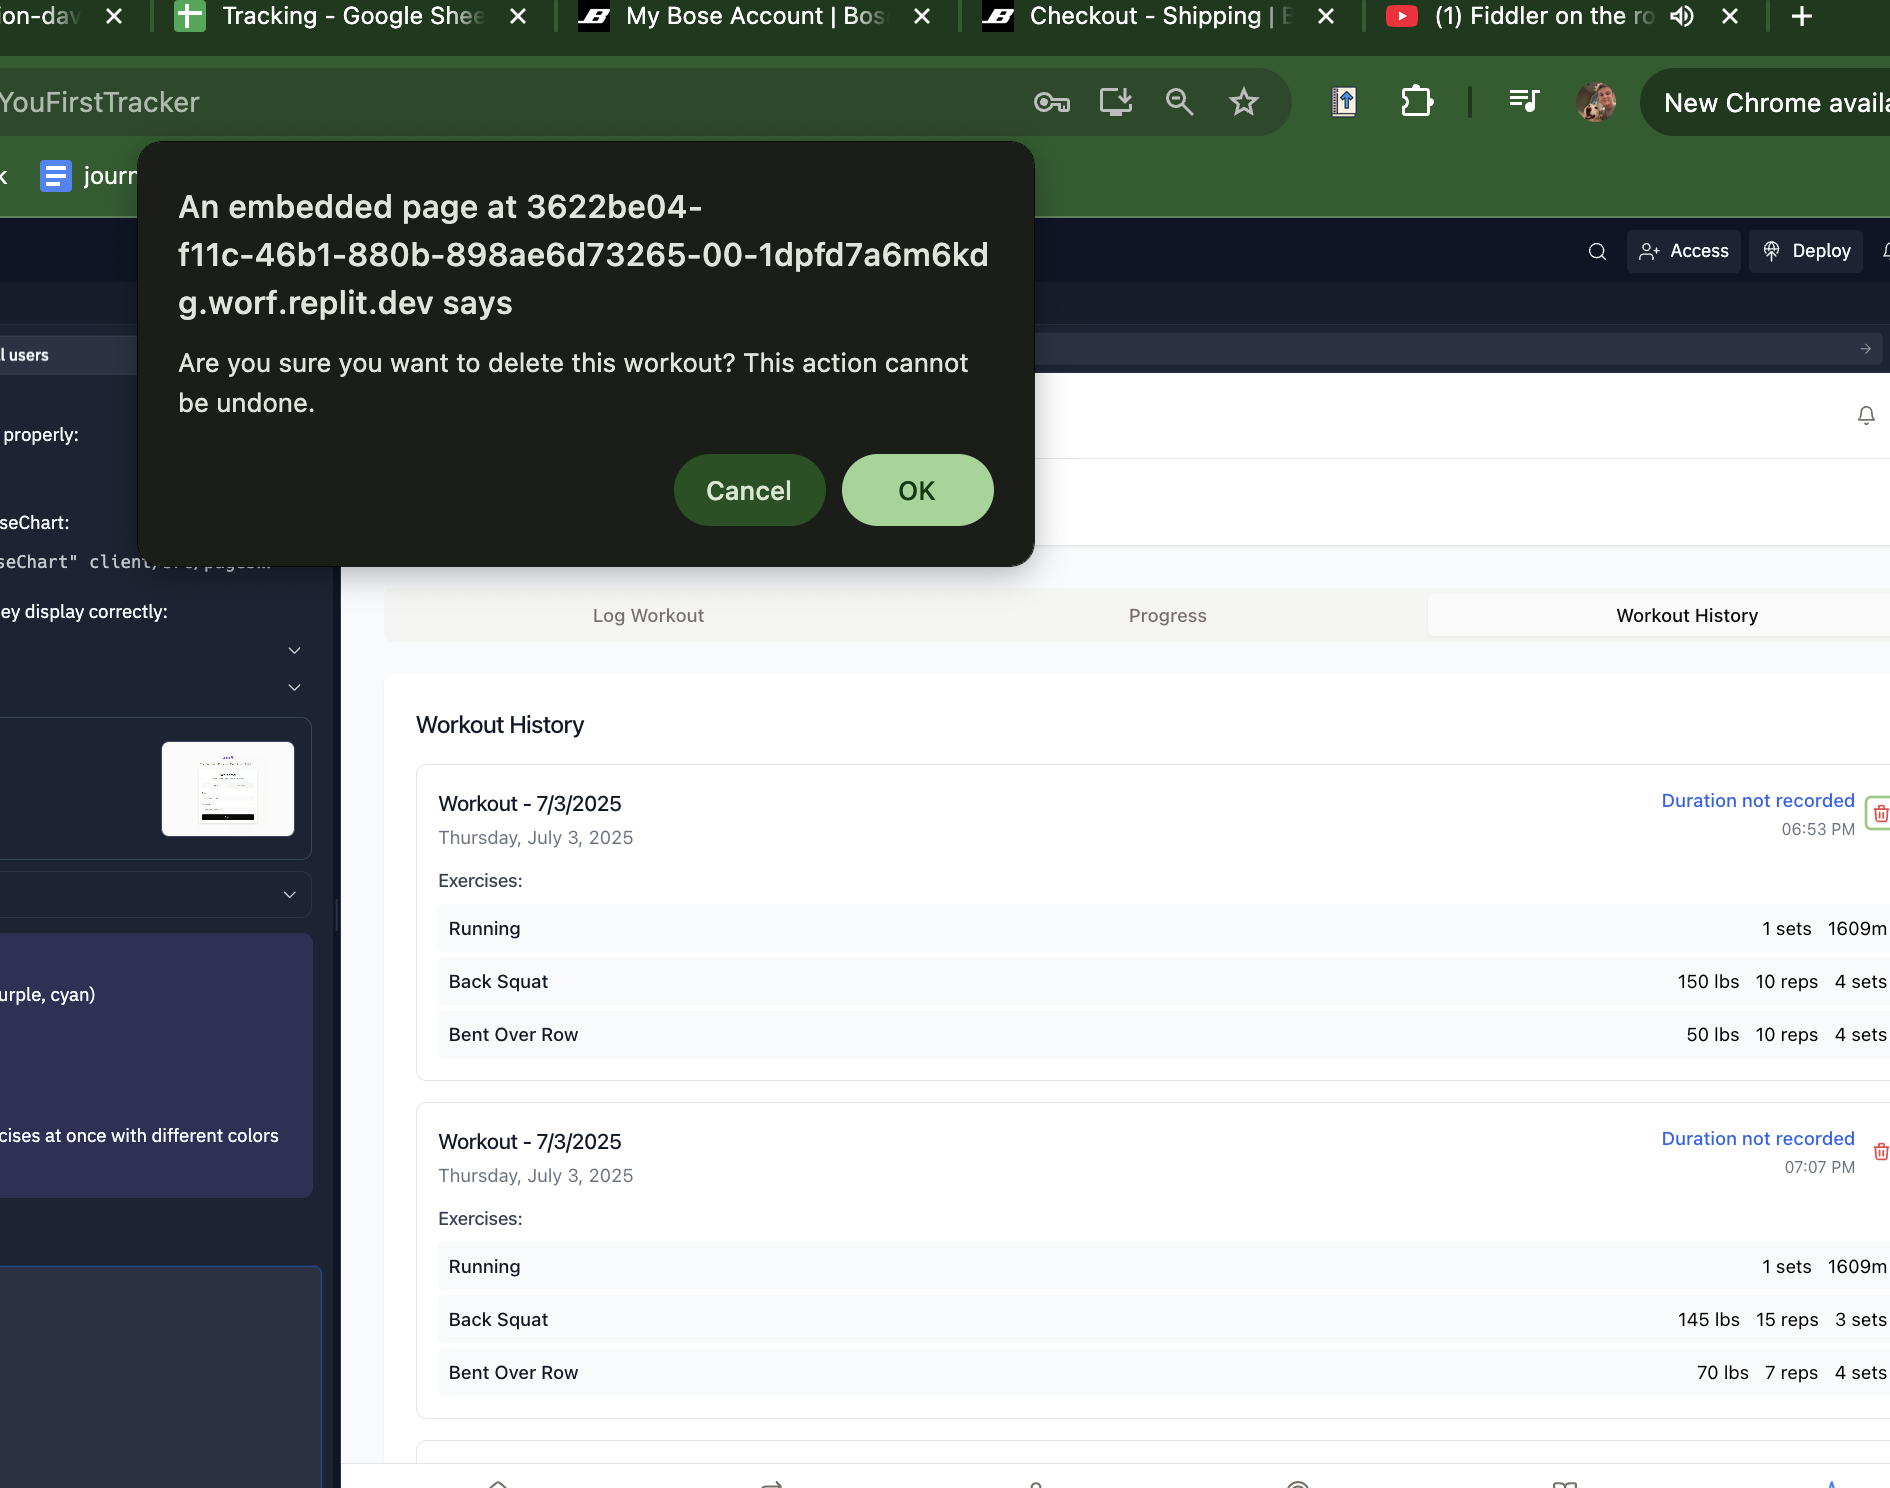 Tracking - Google Shee
My Bose Account | Bos
Checkout - Shipping |
(1) Fiddler on the ro
YouFirstTracker
New Chrome availa
journ
An embedded page at 3622be04-
f11c-46b1-880b-898ae6d73265-00-1dpfd7a6m6kd
g.worf.replit.dev says
Are you sure you want to delete this workout? This action cannot
be undone.
Cancel
OK
Access
Deploy
l users
properly:
seChart:
seChart" client/src/pages...
ey display correctly:
urple, cyan)
cises at once with different colors
Log Workout
Progress
Workout History
Workout History
Workout - 7/3/2025
Duration not recorded
Thursday, July 3, 2025
06:53 PM
Exercises:
Running 1 sets 1609m
Back Squat 150 lbs 10 reps 4 sets
Bent Over Row 50 lbs 10 reps 4 sets
Workout - 7/3/2025
Duration not recorded
Thursday, July 3, 2025
07:07 PM
Exercises:
Running 1 sets 1609m
Back Squat 145 lbs 15 reps 3 sets
Bent Over Row 70 lbs 7 reps 4 sets